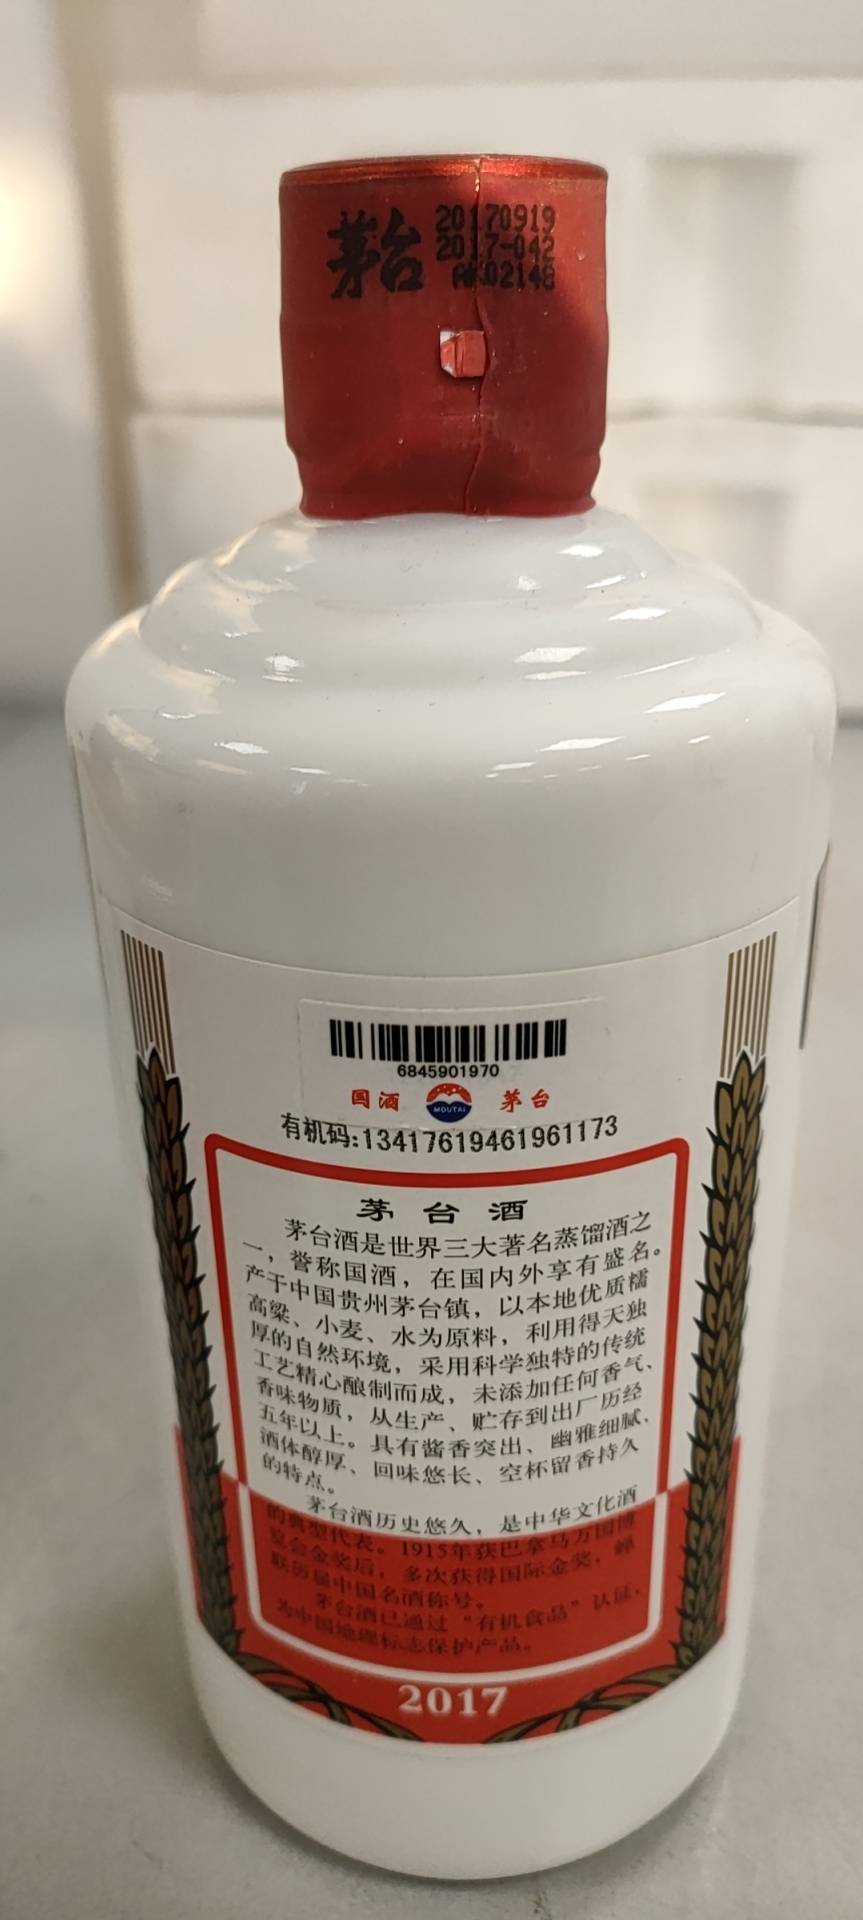 茅台
20170919
2017-042
AK02148
6845901970
国酒 MOUTAI 茅台
有机码:13417619461961173
茅台酒
茅台酒是世界三大著名蒸馏酒之
一，誉称国酒，在国内外享有盛名。
产于中国贵州茅台镇，以本地优质糯
高粱、小麦、水为原料，利用得天独
厚的自然环境，采用科学独特的传统
工艺精心酿制而成，未添加任何香气、
香味物质，从生产、贮存到出厂历经
五年以上。具有酱香突出、幽雅细腻、
酒体醇厚、回味悠长、空杯留香持久
的特点。
茅台酒历史悠久，是中华文化酒
的典型代表。1915年获巴拿马万国博
览会金奖后，多次获得国际金奖，蝉
联历届中国名酒称号。
茅台酒已通过“有机食品”认证，
为中国地理标志保护产品。
2017